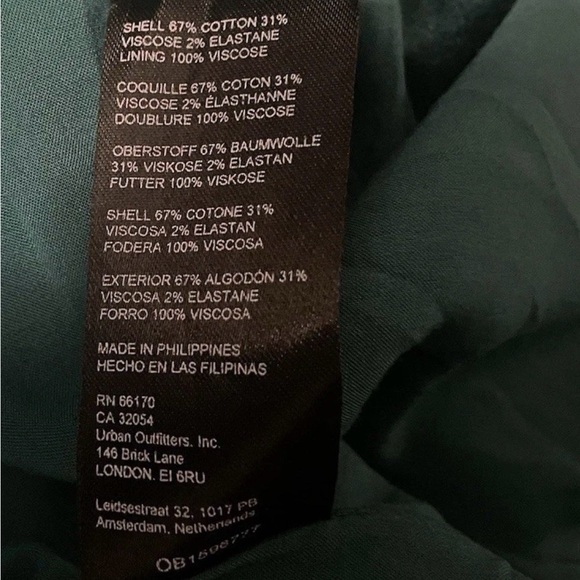 SHELL 67% COTTON 31%
VISCOSE 2% ELASTANE
LINING 100% VISCOSE
COQUILLE 67% COTON 31%
VISCOSE 2% ÉLASTHANNE
DOUBLURE 100% VISCOSE
OBERSTOFF 67% BAUMWOLLE
31% VISKOSE 2% ELASTAN
FUTTER 100% VISKOSE
SHELL 67% COTONE 31%
VISCOSA 2% ELASTAN
FODERA 100% VISCOSA
EXTERIOR 67% ALGODÓN 31%
VISCOSA 2% ELASTANE
FORRO 100% VISCOSA
MADE IN PHILIPPINES
HECHO EN LAS FILIPINAS
RN 66170
CA 32054
Urban Outfitters. Inc.
146 Brick Lane
LONDON. EI 6RU
Leidsestraat 32, 1017 PB
Amsterdam, Netherlands